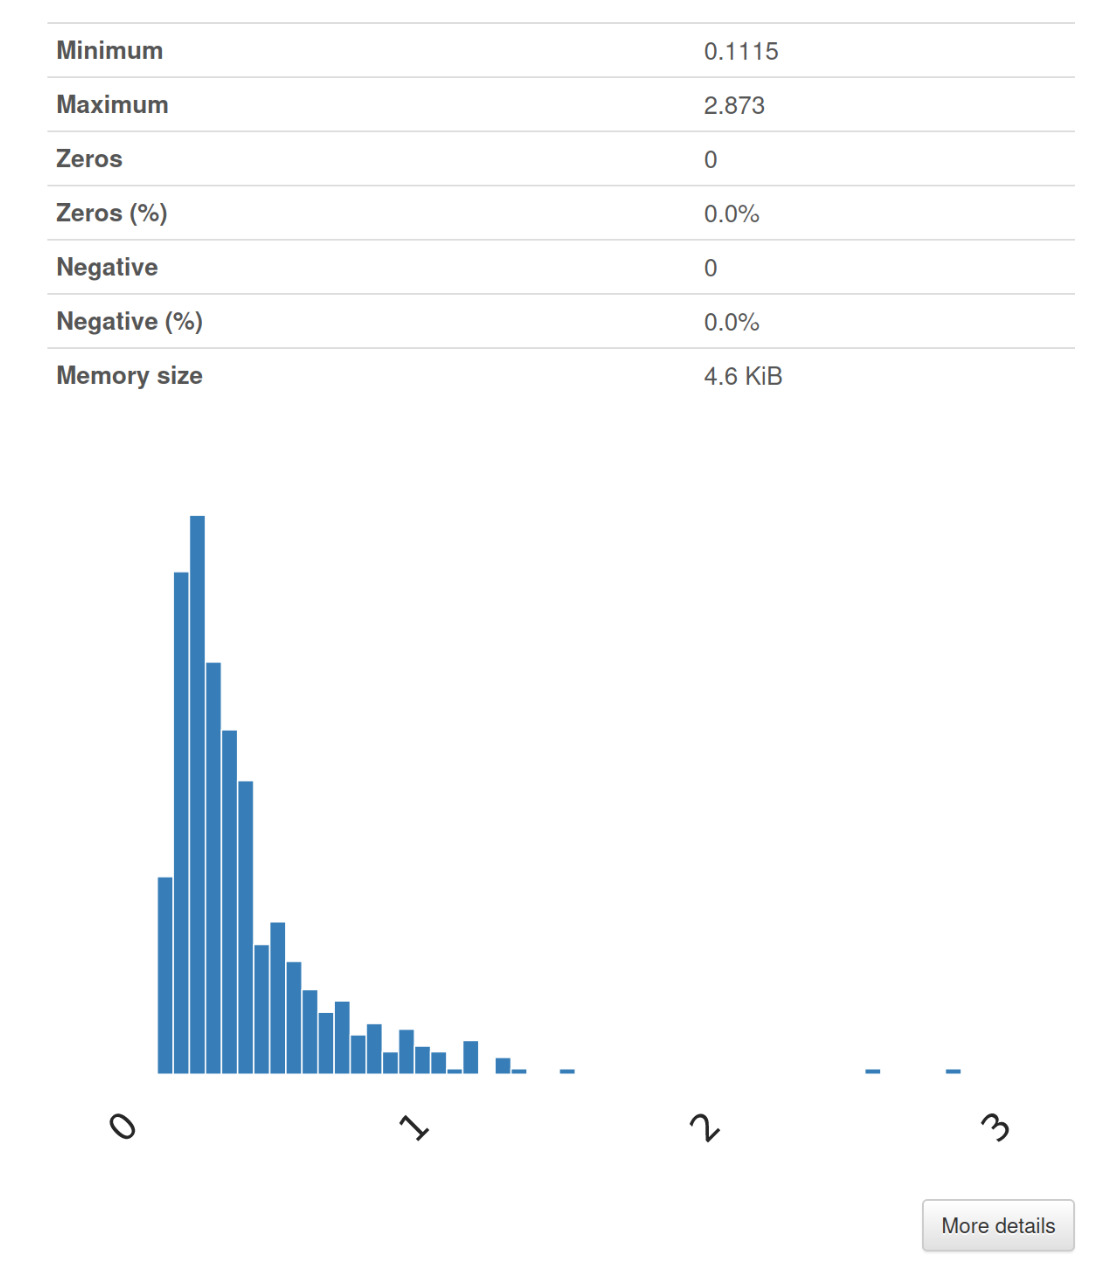 Minimum 0.1115
Maximum 2.873
Zeros 0
Zeros (%) 0.0%
Negative 0
Negative (%) 0.0%
Memory size 4.6 KiB
0 1 2 3
More details